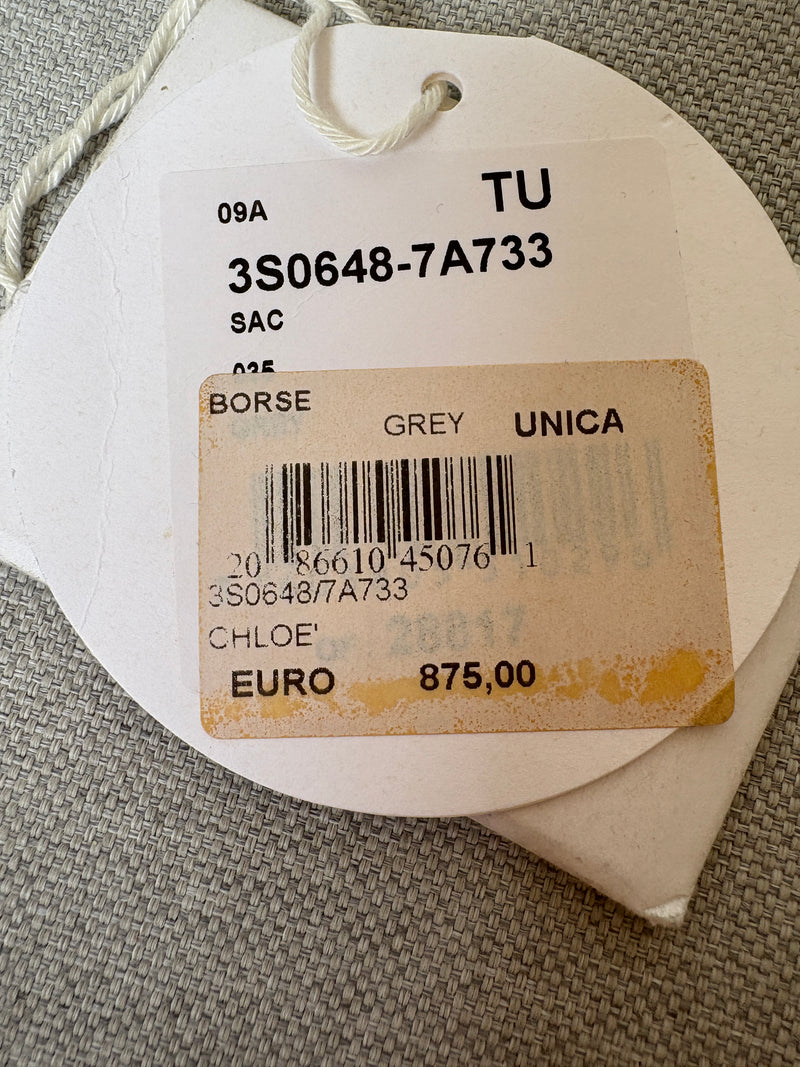 09A TU
3S0648-7A733
SAC
035
BORSE
GREY UNICA
20 86610 45076 1
3S0648/7A733
CHLOE'
EURO 875,00